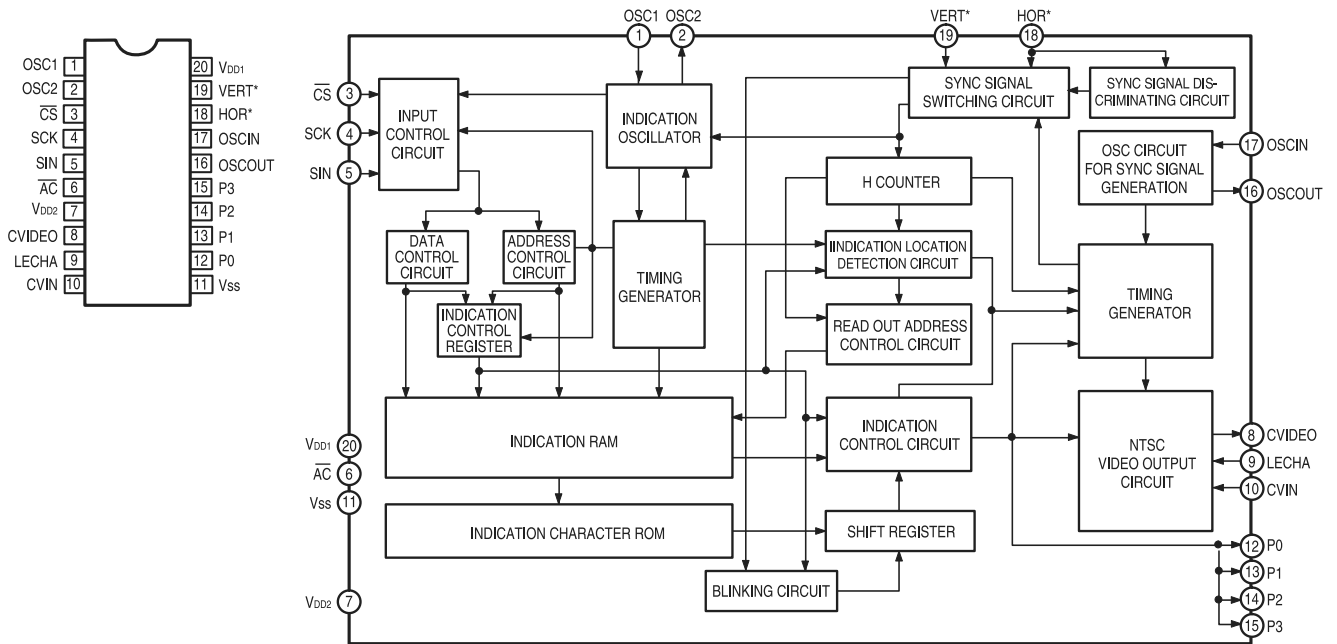 OSC1 1
OSC2 2
CS 3
SCK 4
SIN 5
AC 6
VDD2 7
CVIDEO 8
LECHA 9
CVIN 10
20 VDD1
19 VERT*
18 HOR*
17 OSCIN
16 OSCOUT
15 P3
14 P2
13 P1
12 P0
11 Vss
OSC1 OSC2
1 2
VERT* HOR*
19 18
CS 3
SCK 4
SIN 5
INPUT
CONTROL
CIRCUIT
INDICATION
OSCILLATOR
SYNC SIGNAL
SWITCHING CIRCUIT
SYNC SIGNAL DIS-
CRIMINATING CIRCUIT
OSC CIRCUIT
FOR SYNC SIGNAL
GENERATION
17 OSCIN
16 OSCOUT
H COUNTER
DATA
CONTROL
CIRCUIT
ADDRESS
CONTROL
CIRCUIT
TIMING
GENERATOR
IINDICATION LOCATION
DETECTION CIRCUIT
TIMING
GENERATOR
INDICATION
CONTROL
REGISTER
READ OUT ADDRESS
CONTROL CIRCUIT
INDICATION RAM
INDICATION
CONTROL CIRCUIT
NTSC
VIDEO OUTPUT
CIRCUIT
8 CVIDEO
9 LECHA
10 CVIN
VDD1 20
AC 6
Vss 11
INDICATION CHARACTER ROM
SHIFT REGISTER
BLINKING CIRCUIT
VDD2 7
12 P0
13 P1
14 P2
15 P3